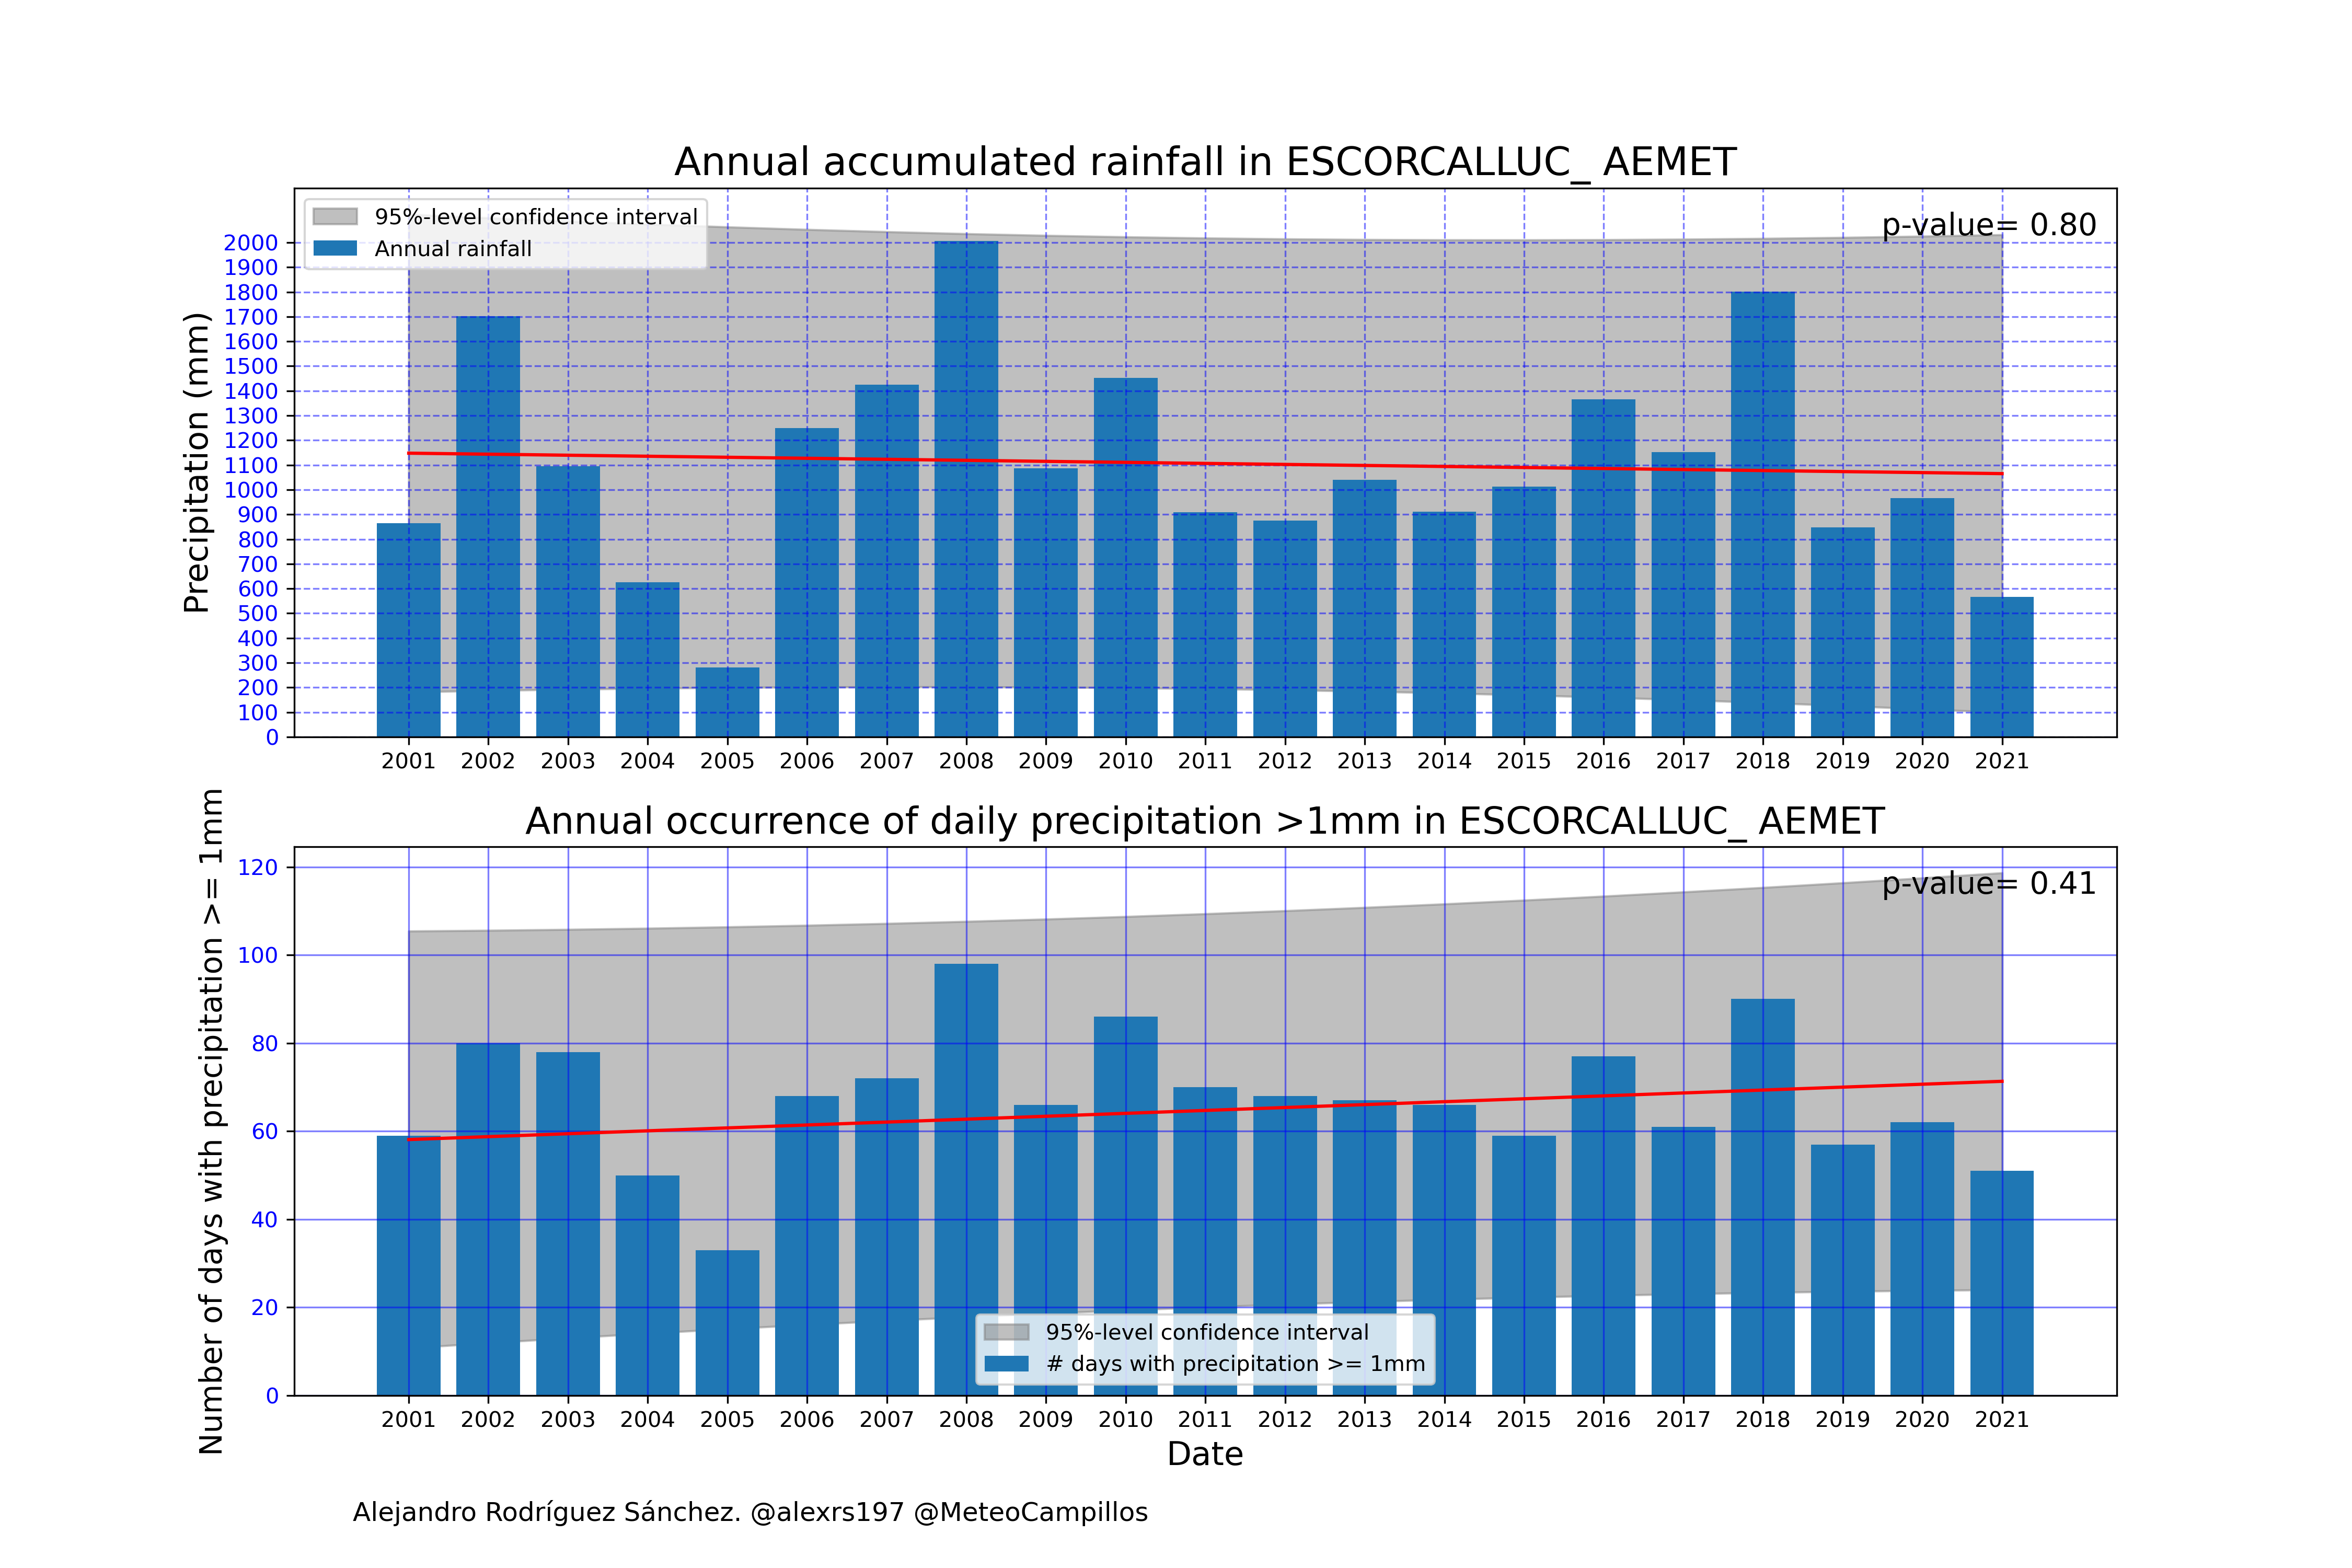 Annual accumulated rainfall in ESCORCALLUC_ AEMET
95%-level confidence interval
Annual rainfall
p-value= 0.80
Precipitation (mm)
2000
1900
1800
1700
1600
1500
1400
1300
1200
1100
1000
900
800
700
600
500
400
300
200
100
0
2001 2002 2003 2004 2005 2006 2007 2008 2009 2010 2011 2012 2013 2014 2015 2016 2017 2018 2019 2020 2021
Annual occurrence of daily precipitation >1mm in ESCORCALLUC_ AEMET
p-value= 0.41
Number of days with precipitation >= 1mm
120
100
80
60
40
20
0
95%-level confidence interval
# days with precipitation >= 1mm
2001 2002 2003 2004 2005 2006 2007 2008 2009 2010 2011 2012 2013 2014 2015 2016 2017 2018 2019 2020 2021
Date
Alejandro Rodríguez Sánchez. @alexrs197 @MeteoCampillos